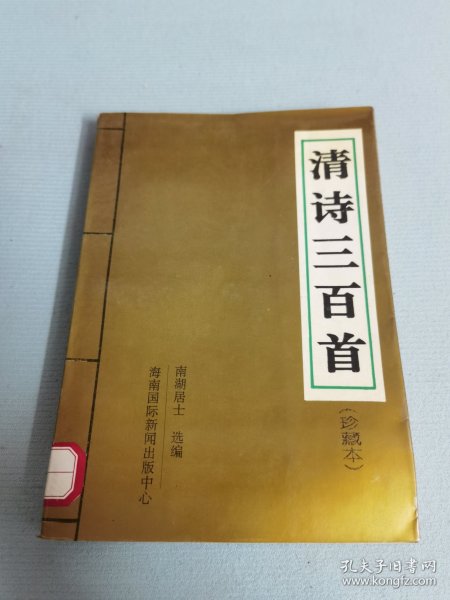 清诗三百首
（珍藏本）
南湖居士 选编
海南国际新闻出版中心
孔夫子旧书网
www.kongfz.com